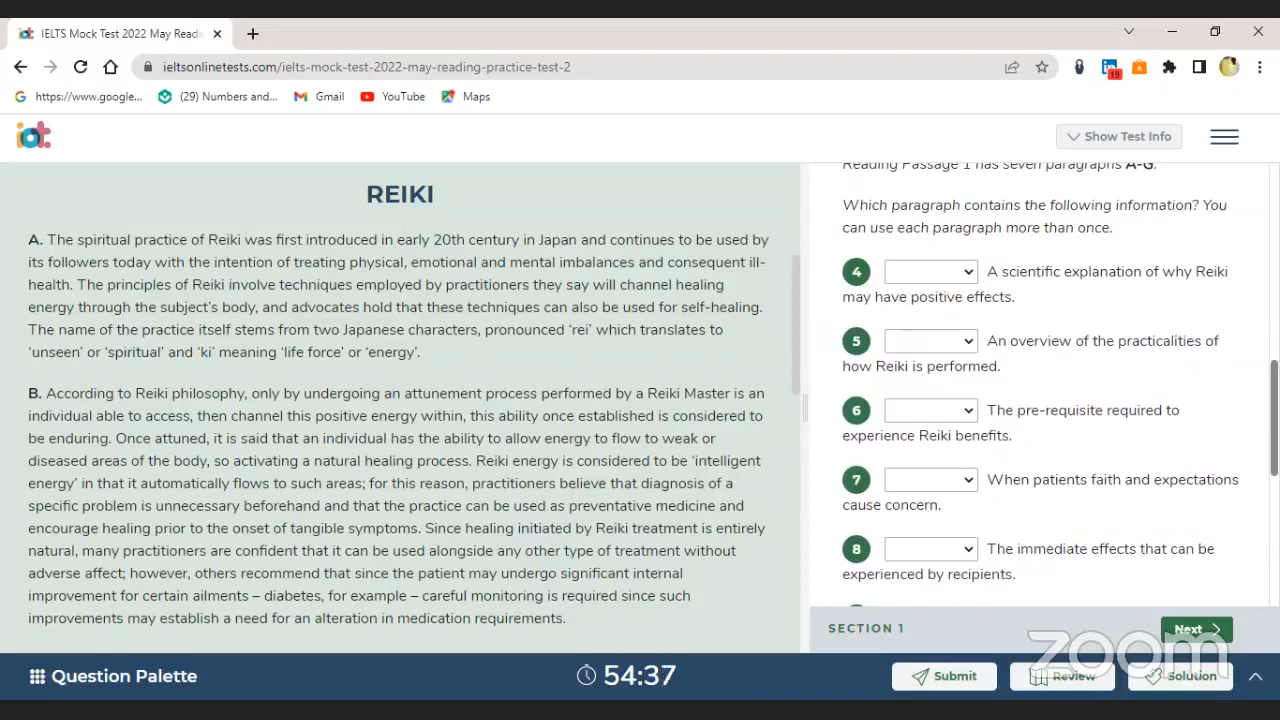 IELTS Mock Test 2022 May Readi
ieltsonlinetests.com/ielts-mock-test-2022-may-reading-practice-test-2
19
https://www.google...
(29) Numbers and...
Gmail
YouTube
Maps
iot
Show Test Info
REIKI
A. The spiritual practice of Reiki was first introduced in early 20th century in Japan and continues to be used by
its followers today with the intention of treating physical, emotional and mental imbalances and consequent ill-
health. The principles of Reiki involve techniques employed by practitioners they say will channel healing
energy through the subject's body, and advocates hold that these techniques can also be used for self-healing.
The name of the practice itself stems from two Japanese characters, pronounced 'rei' which translates to
'unseen' or 'spiritual' and 'ki' meaning 'life force' or 'energy'.
B. According to Reiki philosophy, only by undergoing an attunement process performed by a Reiki Master is an
individual able to access, then channel this positive energy within, this ability once established is considered to
be enduring. Once attuned, it is said that an individual has the ability to allow energy to flow to weak or
diseased areas of the body, so activating a natural healing process. Reiki energy is considered to be 'intelligent
energy' in that it automatically flows to such areas; for this reason, practitioners believe that diagnosis of a
specific problem is unnecessary beforehand and that the practice can be used as preventative medicine and
encourage healing prior to the onset of tangible symptoms. Since healing initiated by Reiki treatment is entirely
natural, many practitioners are confident that it can be used alongside any other type of treatment without
adverse affect; however, others recommend that since the patient may undergo significant internal
improvement for certain ailments – diabetes, for example – careful monitoring is required since such
improvements may establish a need for an alteration in medication requirements.
Reading Passage 1 has seven paragraphs A-G.
Which paragraph contains the following information? You
can use each paragraph more than once.
4 A scientific explanation of why Reiki
may have positive effects.
5 An overview of the practicalities of
how Reiki is performed.
6 The pre-requisite required to
experience Reiki benefits.
7 When patients faith and expectations
cause concern.
8 The immediate effects that can be
experienced by recipients.
SECTION 1
Next
Question Palette
54:37
Submit
Review
Solution
zoom